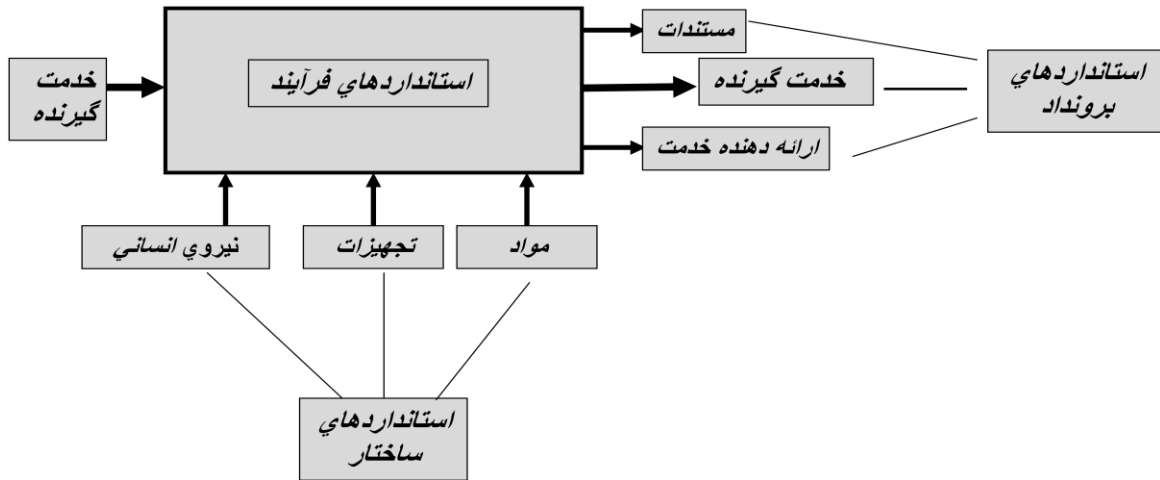 مستندات
استانداردهاي فرآيند
خدمت
گيرنده
خدمت گيرنده
استانداردهاي
برونداد
ارائه دهنده خدمت
نيروي انساني
تجهيزات
مواد
استانداردهاي
ساختار